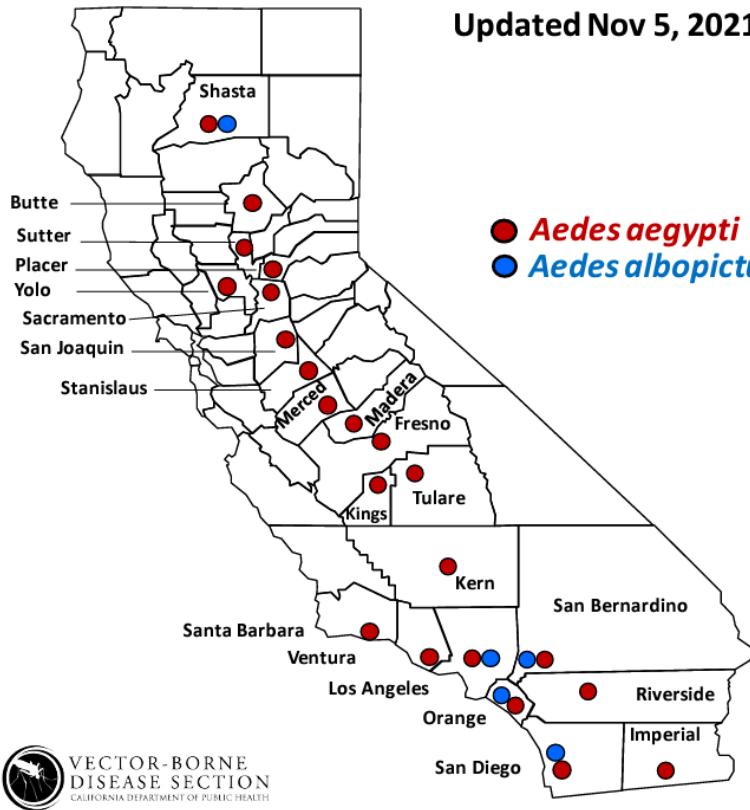 Updated Nov 5, 2021
Shasta
Butte
Sutter
Aedes aegypti
Placer
Aedes albopictu
Yolo
Sacramento
San Joaquin
Stanislaus
Merced
Madera
Fresno
Tulare
Kings
Kern
San Bernardino
Santa Barbara
Ventura
Los Angeles
Riverside
Orange
Imperial
San Diego
VECTOR-BORNE
DISEASE SECTION
CALIFORNIA DEPARTMENT OF PUBLIC HEALTH